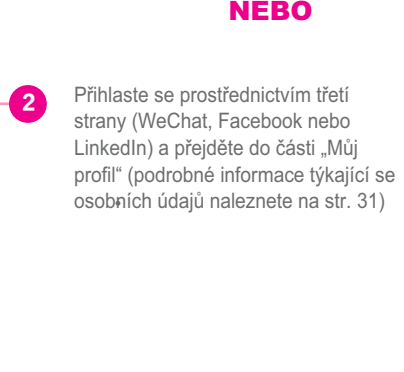 NEBO
2
Přihlaste se prostřednictvím třetí
strany (WeChat, Facebook nebo
LinkedIn) a přejděte do části „Můj
profil“ (podrobné informace týkající se
osobních údajů naleznete na str. 31)